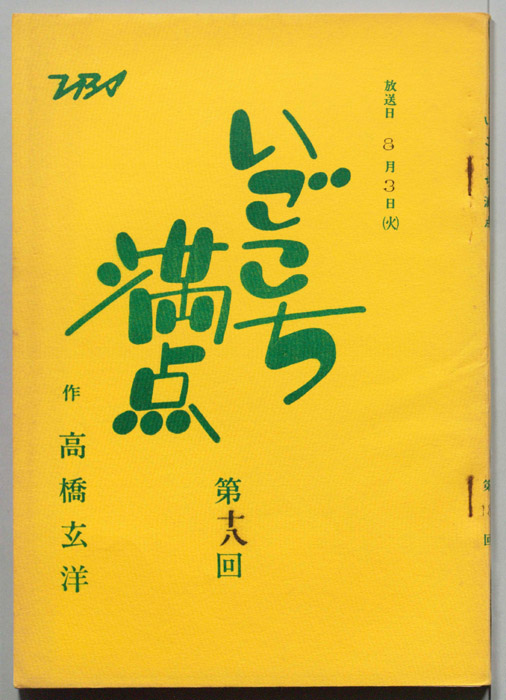 TBS
放送日 8月3日(火)
いごこち
満点
第十八回
作 高橋玄洋